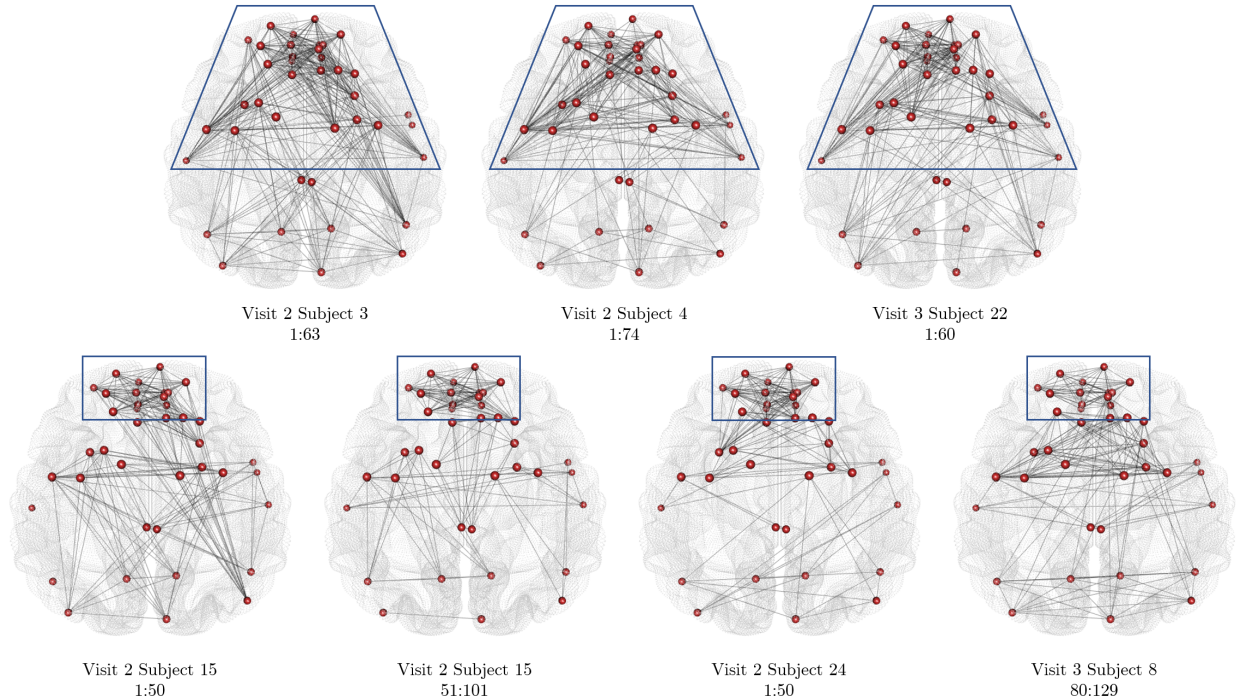 Visit 2 Subject 3
1:63
Visit 2 Subject 4
1:74
Visit 3 Subject 22
1:60
Visit 2 Subject 15
1:50
Visit 2 Subject 15
51:101
Visit 2 Subject 24
1:50
Visit 3 Subject 8
80:129